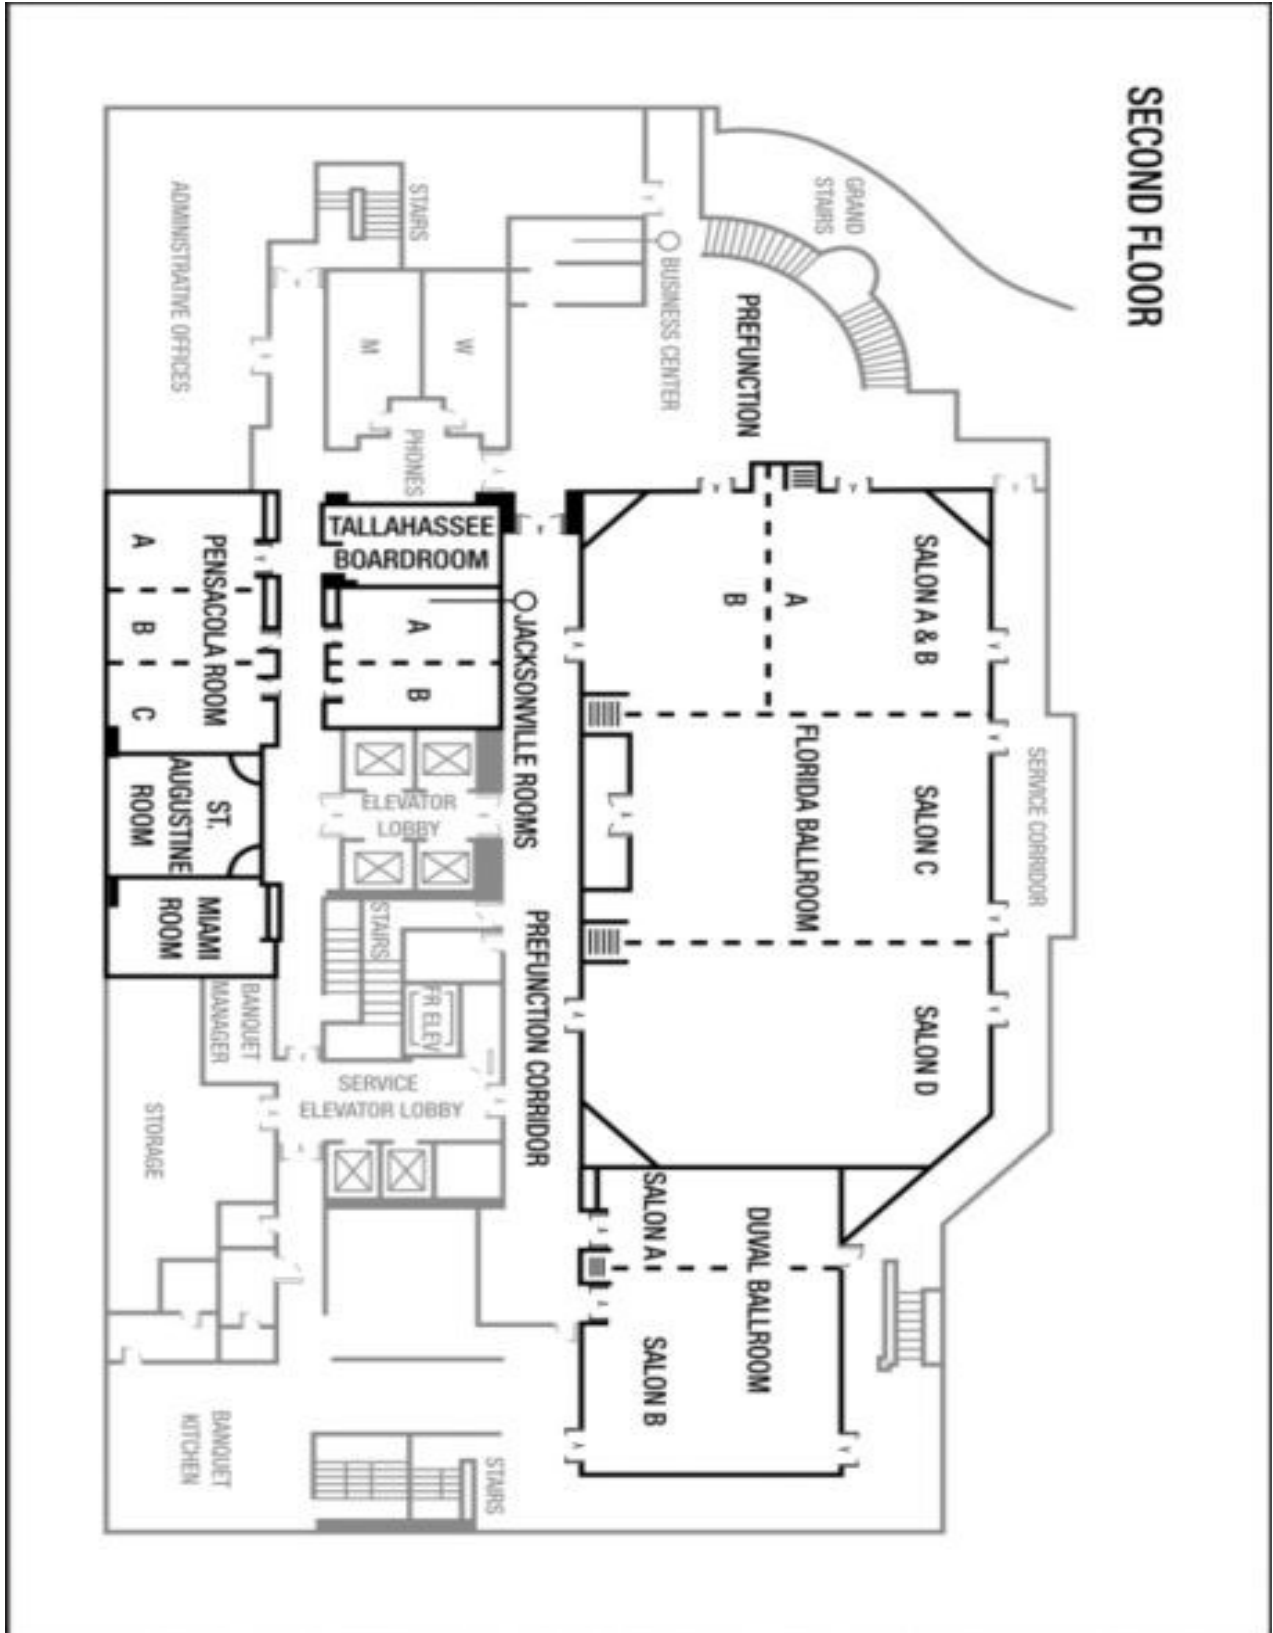 SECOND FLOOR
GRAND
STAIRS
PREFUNCTION
BUSINESS CENTER
STAIRS
ADMINISTRATIVE OFFICES
M
W
PHONES
TALLAHASSEE
BOARDROOM
PENSACOLA ROOM
A
B
C
JACKSONVILLE ROOMS
A
B
SALON A & B
A
B
FLORIDA BALLROOM
SALON C
SERVICE CORRIDOR
SALON D
ELEVATOR
LOBBY
ST.
AUGUSTINE
ROOM
MIAMI
ROOM
STAIRS
FR ELEV
PREFUNCTION CORRIDOR
BANQUET
MANAGER
SERVICE
ELEVATOR LOBBY
STORAGE
DUVAL BALLROOM
SALON A
SALON B
BANQUET
KITCHEN
STAIRS